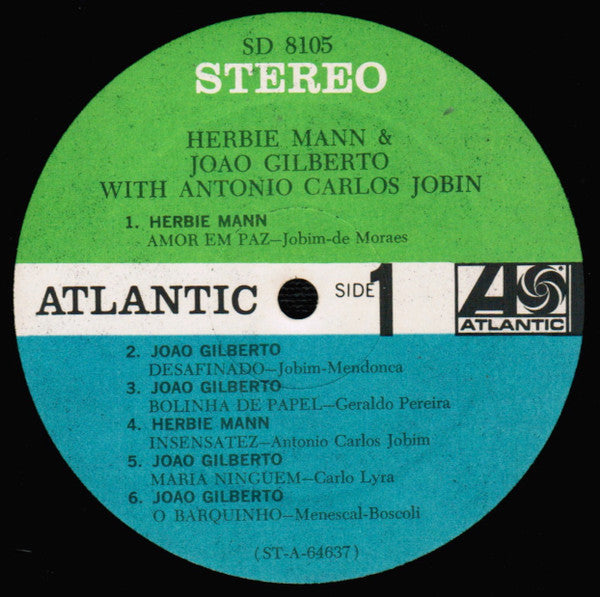 SD 8105
STEREO
HERBIE MANN &
JOAO GILBERTO
WITH ANTONIO CARLOS JOBIN
1. HERBIE MANN
AMOR EM PAZ—Jobim-de Moraes
ATLANTIC
SIDE 1
ATLANTIC
2. JOAO GILBERTO
DESAFINADO—Jobim-Mendonca
3. JOAO GILBERTO
BOLINHA DE PAPEL—Geraldo Pereira
4. HERBIE MANN
INSENSATEZ—Antonio Carlos Jobim
5. JOAO GILBERTO
MARIA NINGUEM—Carlo Lyra
6. JOAO GILBERTO
O BARQUINHO—Menescal-Boscoli
(ST-A-64637)